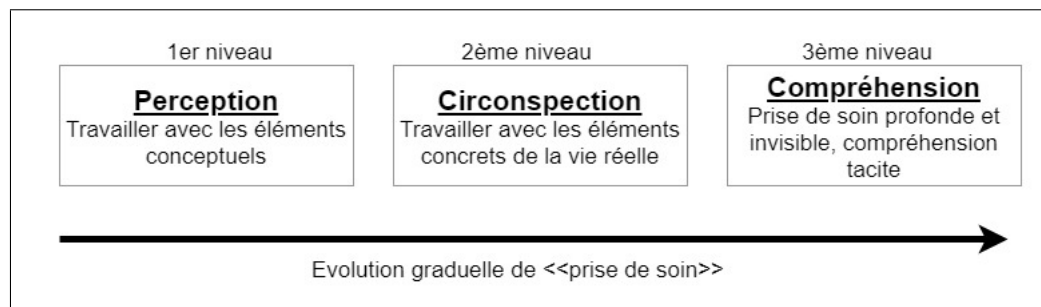 1er niveau
Perception
Travailler avec les éléments
conceptuels
2ème niveau
Circonspection
Travailler avec les éléments
concrets de la vie réelle
3ème niveau
Compréhension
Prise de soin profonde et
invisible, compréhension
tacite
Evolution graduelle de <<prise de soin>>